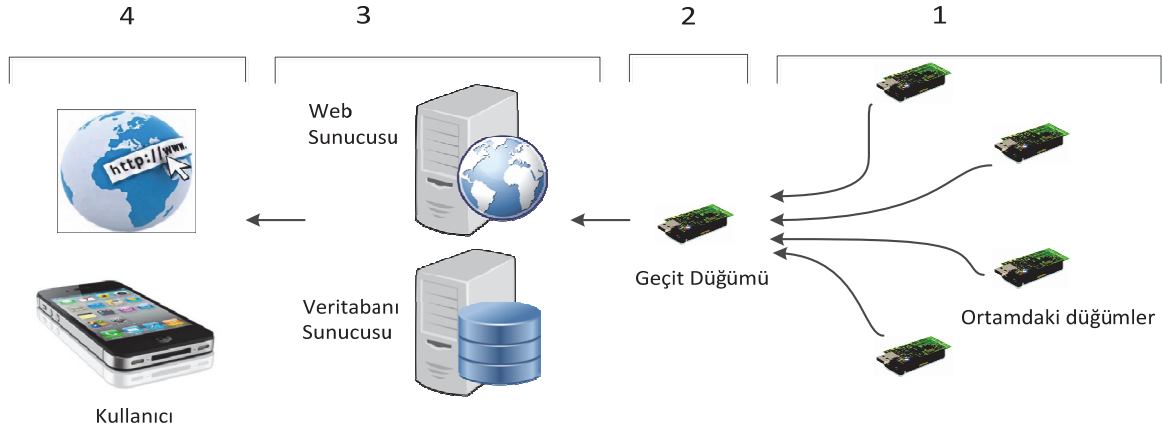 4
3
2
1
Web
Sunucusu
http://www.
Geçit Düğümü
Veritabanı
Sunucusu
Ortamdaki düğümler
Kullanıcı